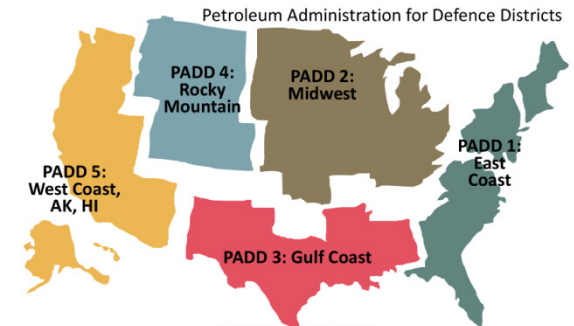 Petroleum Administration for Defence Districts
PADD 4:
Rocky
Mountain
PADD 2:
Midwest
PADD 1:
East
Coast
PADD 5:
West Coast,
AK, HI
PADD 3: Gulf Coast